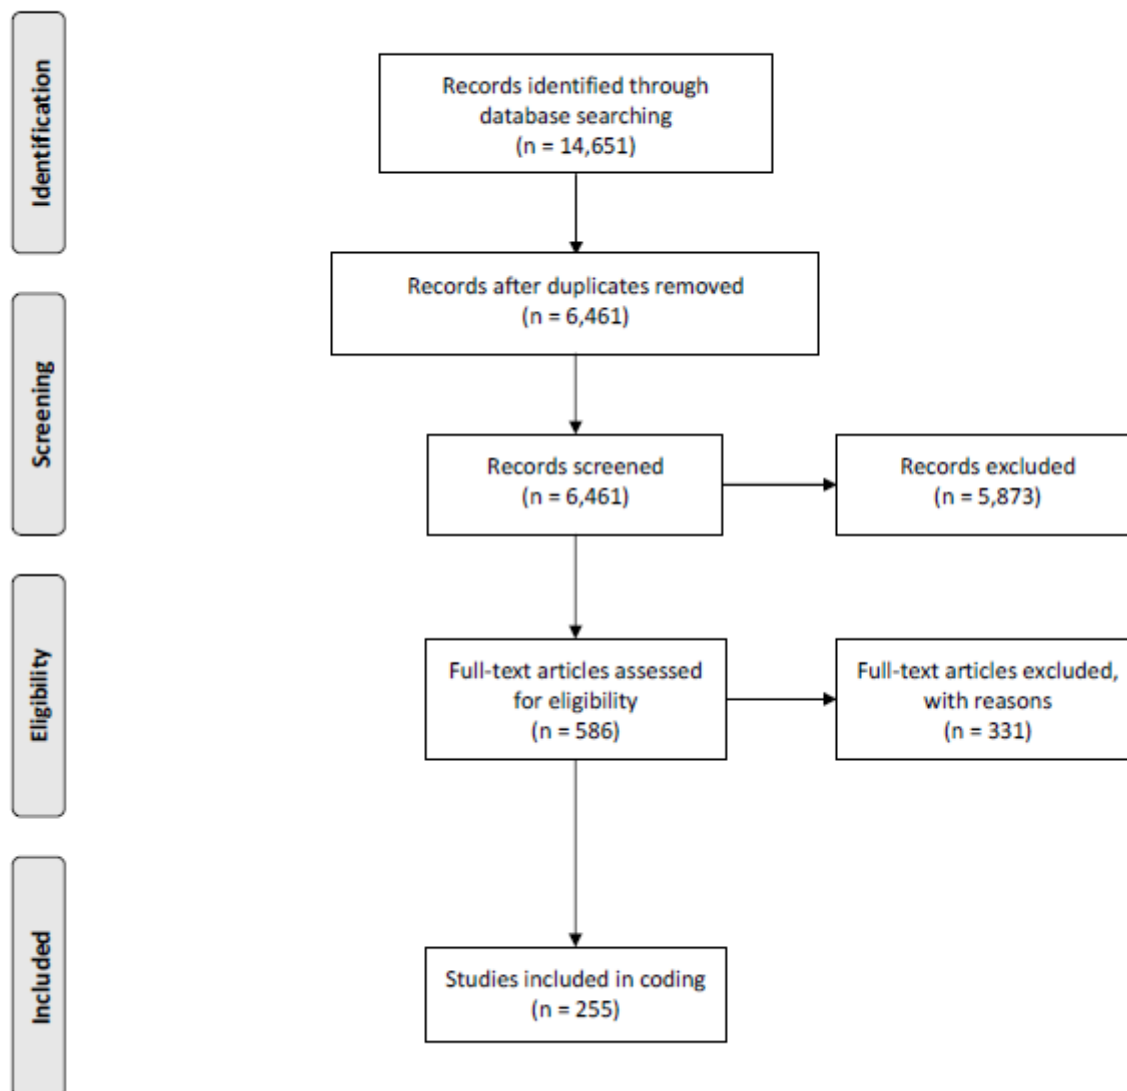 Identification
Records identified through
database searching
(n = 14,651)
Records after duplicates removed
(n = 6,461)
Screening
Records screened
(n = 6,461)
Records excluded
(n = 5,873)
Eligibility
Full-text articles assessed
for eligibility
(n = 586)
Full-text articles excluded,
with reasons
(n = 331)
Included
Studies included in coding
(n = 255)